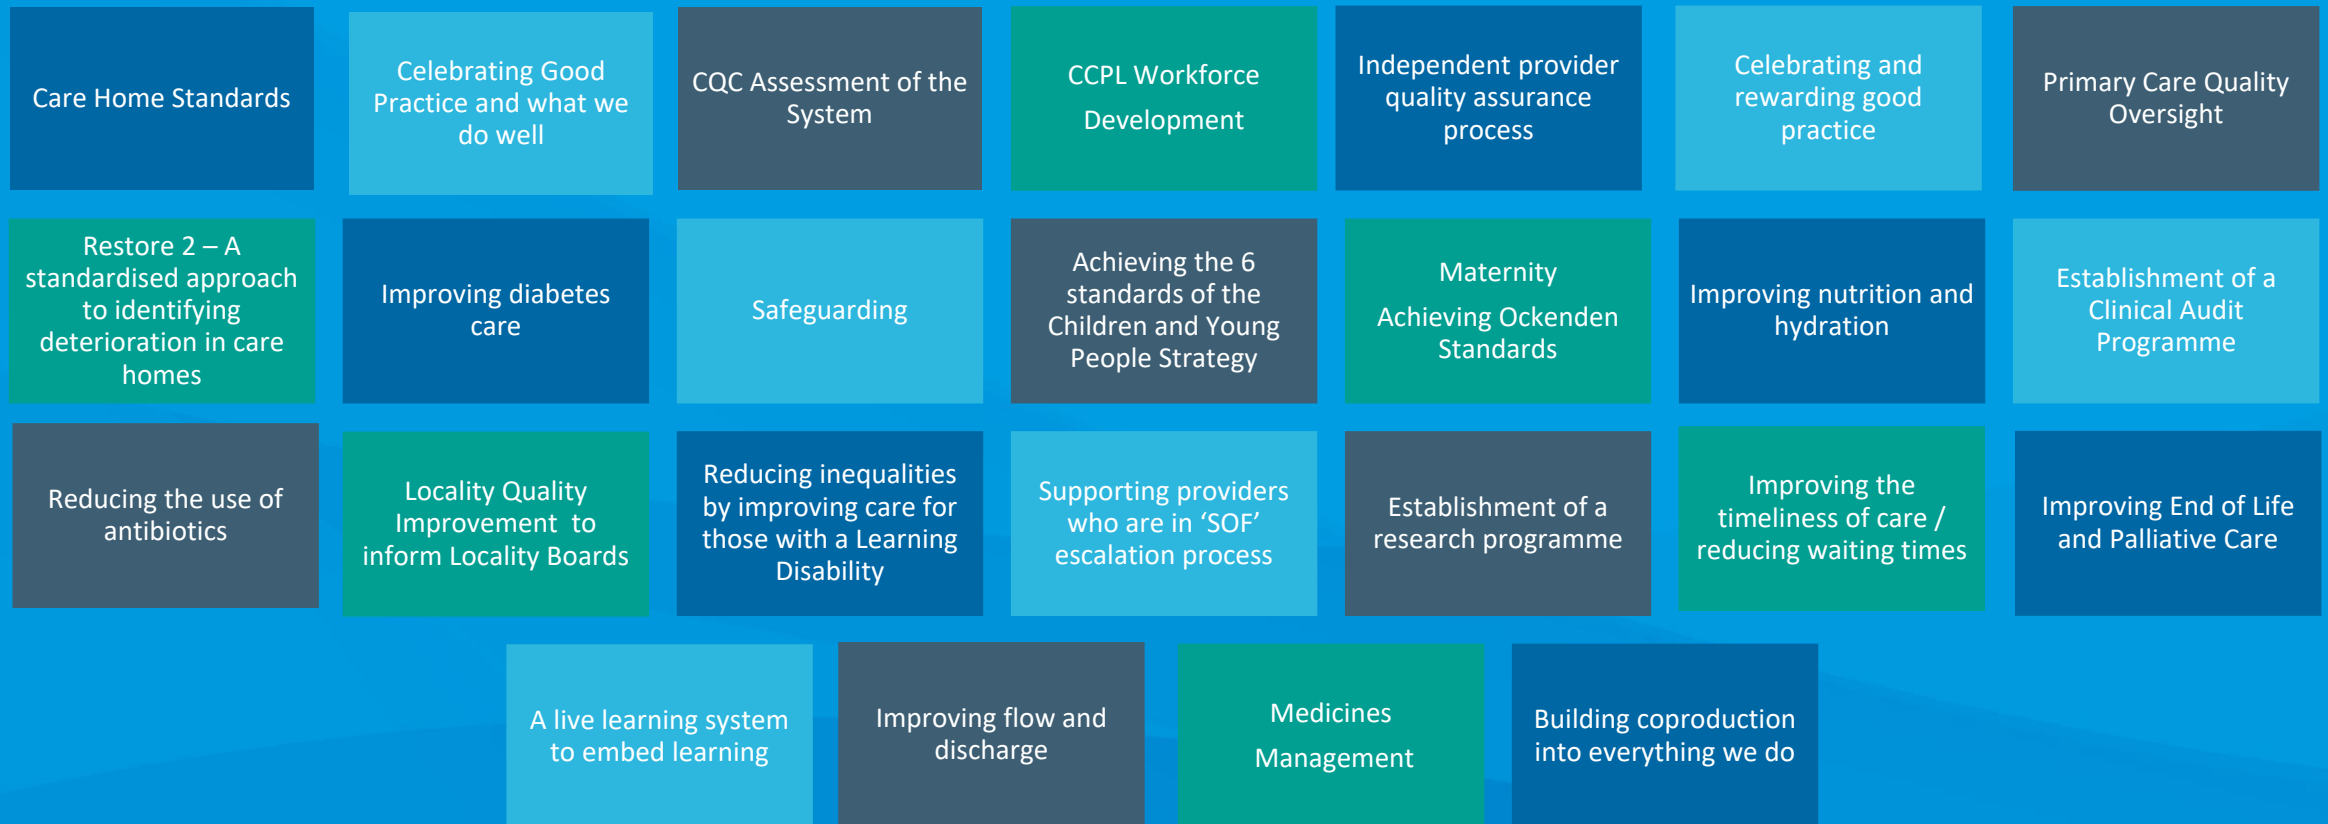 Care Home Standards
Celebrating Good
Practice and what we
do well
CQC Assessment of the
System
CCPL Workforce
Development
Independent provider
quality assurance
process
Celebrating and
rewarding good
practice
Primary Care Quality
Oversight
Restore 2 – A
standardised approach
to identifying
deterioration in care
homes
Improving diabetes
care
Safeguarding
Achieving the 6
standards of the
Children and Young
People Strategy
Maternity
Achieving Ockenden
Standards
Improving nutrition and
hydration
Establishment of a
Clinical Audit
Programme
Reducing the use of
antibiotics
Locality Quality
Improvement to
inform Locality Boards
Reducing inequalities
by improving care for
those with a Learning
Disability
Supporting providers
who are in ‘SOF’
escalation process
Establishment of a
research programme
Improving the
timeliness of care /
reducing waiting times
Improving End of Life
and Palliative Care
A live learning system
to embed learning
Improving flow and
discharge
Medicines
Management
Building coproduction
into everything we do